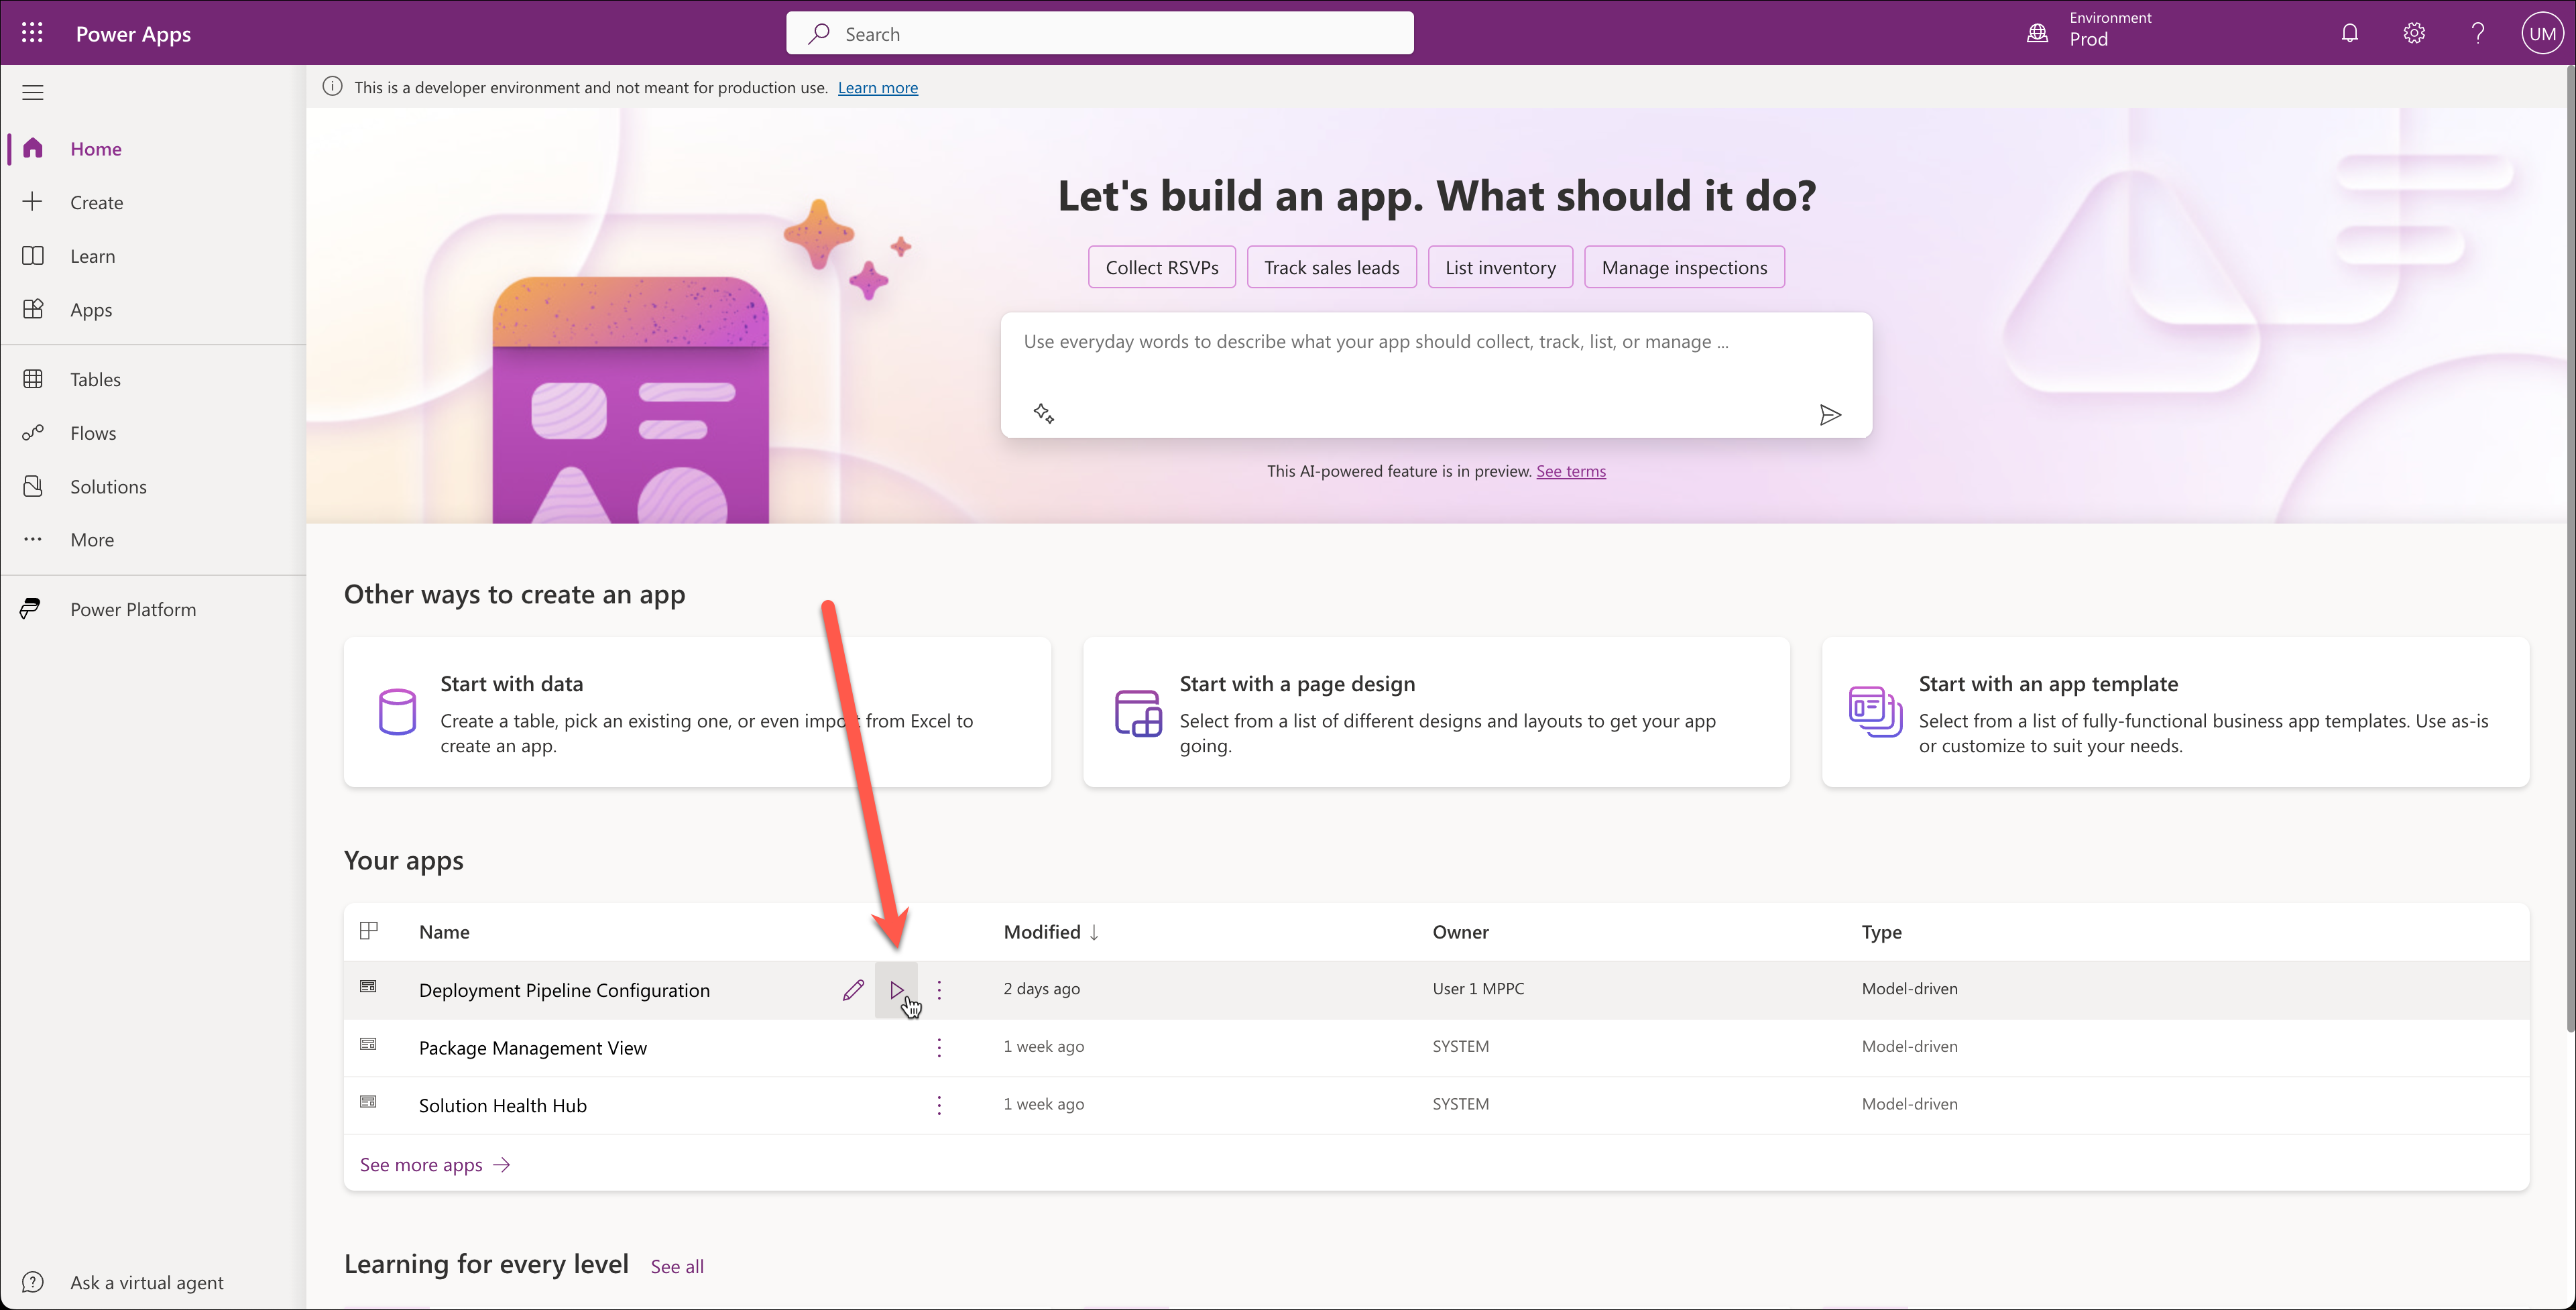 Power Apps
Search
Environment
Prod
UM
This is a developer environment and not meant for production use. Learn more
Home
Create
Learn
Apps
Tables
Flows
Solutions
More
Power Platform
Ask a virtual agent
Let's build an app. What should it do?
Collect RSVPs
Track sales leads
List inventory
Manage inspections
Use everyday words to describe what your app should collect, track, list, or manage ...
This AI-powered feature is in preview. See terms
Other ways to create an app
Start with data
Create a table, pick an existing one, or even import from Excel to
create an app.
Start with a page design
Select from a list of different designs and layouts to get your app
going.
Start with an app template
Select from a list of fully-functional business app templates. Use as-is
or customize to suit your needs.
Your apps
Name Modified ↓ Owner Type
Deployment Pipeline Configuration 2 days ago User 1 MPPC Model-driven
Package Management View 1 week ago SYSTEM Model-driven
Solution Health Hub 1 week ago SYSTEM Model-driven
See more apps →
Learning for every level See all